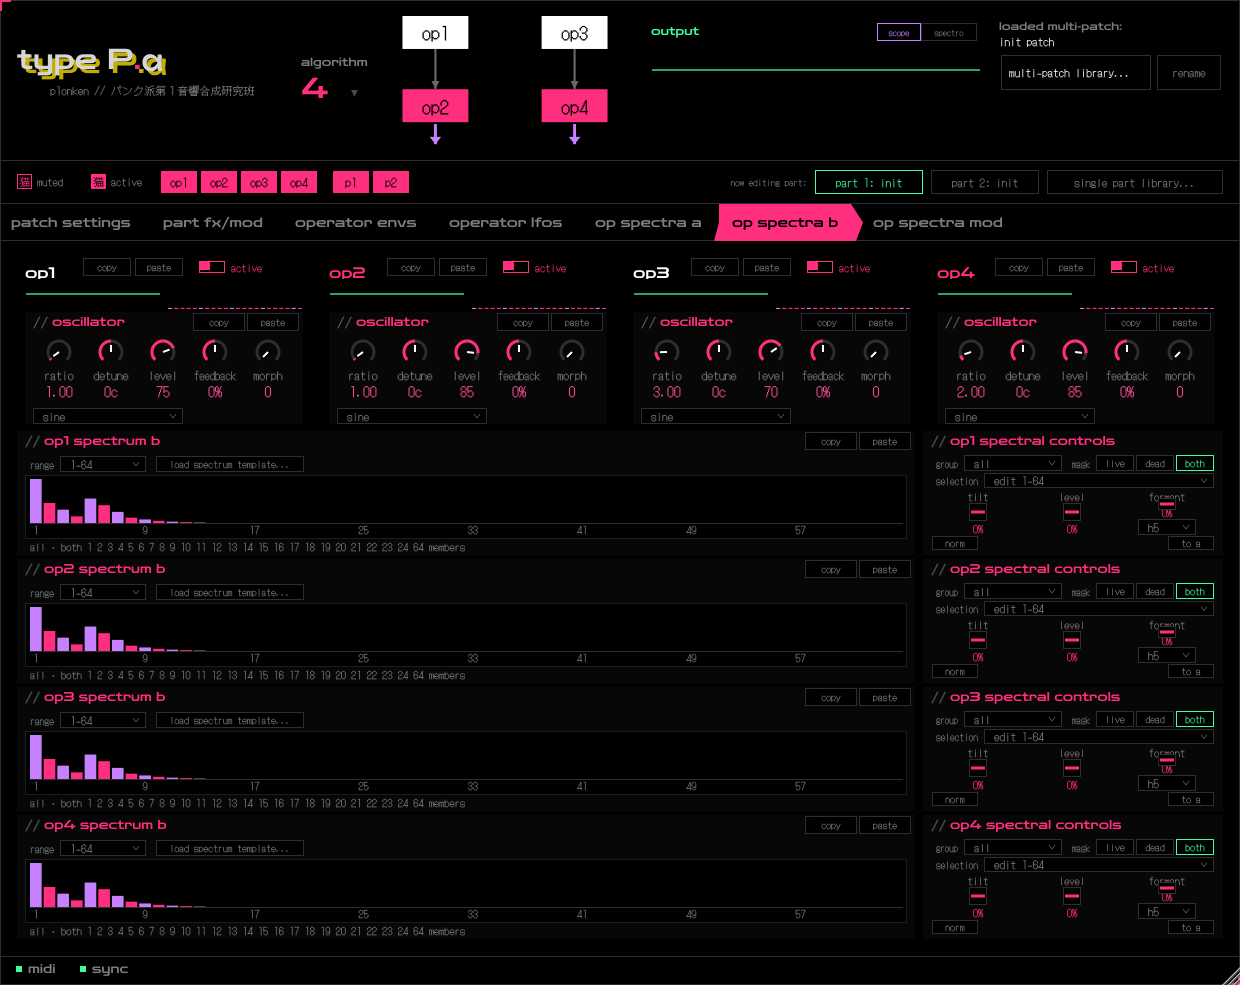 type P.a
plonken // パンク派第1音響合成研究班
algorithm
4
op1
op2
op3
op4
output
scope
spectro
loaded multi-patch:
init patch
multi-patch library...
rename
猫 muted
猫 active
op1 op2 op3 op4 p1 p2
now editing part:
part 1: init
part 2: init
single part library...
patch settings
part fx/mod
operator envs
operator lfos
op spectra a
op spectra b
op spectra mod
op1 copy paste active
// oscillator copy paste
ratio detune level feedback morph
1.00 0c 75 0% 0
sine
op2 copy paste active
// oscillator copy paste
ratio detune level feedback morph
1.00 0c 85 0% 0
sine
op3 copy paste active
// oscillator copy paste
ratio detune level feedback morph
3.00 0c 70 0% 0
sine
op4 copy paste active
// oscillator copy paste
ratio detune level feedback morph
2.00 0c 85 0% 0
sine
// op1 spectrum b copy paste
range 1-64 load spectrum template...
1 9 17 25 33 41 49 57
all · both 1 2 3 4 5 6 7 8 9 10 11 12 13 14 15 16 17 18 19 20 21 22 23 24 64 members
// op1 spectral controls
group all mask live dead both
selection edit 1-64
tilt level formant
0% 0% 0%
h5
norm to a
// op2 spectrum b copy paste
range 1-64 load spectrum template...
1 9 17 25 33 41 49 57
all · both 1 2 3 4 5 6 7 8 9 10 11 12 13 14 15 16 17 18 19 20 21 22 23 24 64 members
// op2 spectral controls
group all mask live dead both
selection edit 1-64
tilt level formant
0% 0% 0%
h5
norm to a
// op3 spectrum b copy paste
range 1-64 load spectrum template...
1 9 17 25 33 41 49 57
all · both 1 2 3 4 5 6 7 8 9 10 11 12 13 14 15 16 17 18 19 20 21 22 23 24 64 members
// op3 spectral controls
group all mask live dead both
selection edit 1-64
tilt level formant
0% 0% 0%
h5
norm to a
// op4 spectrum b copy paste
range 1-64 load spectrum template...
1 9 17 25 33 41 49 57
all · both 1 2 3 4 5 6 7 8 9 10 11 12 13 14 15 16 17 18 19 20 21 22 23 24 64 members
// op4 spectral controls
group all mask live dead both
selection edit 1-64
tilt level formant
0% 0% 0%
h5
norm to a
midi sync